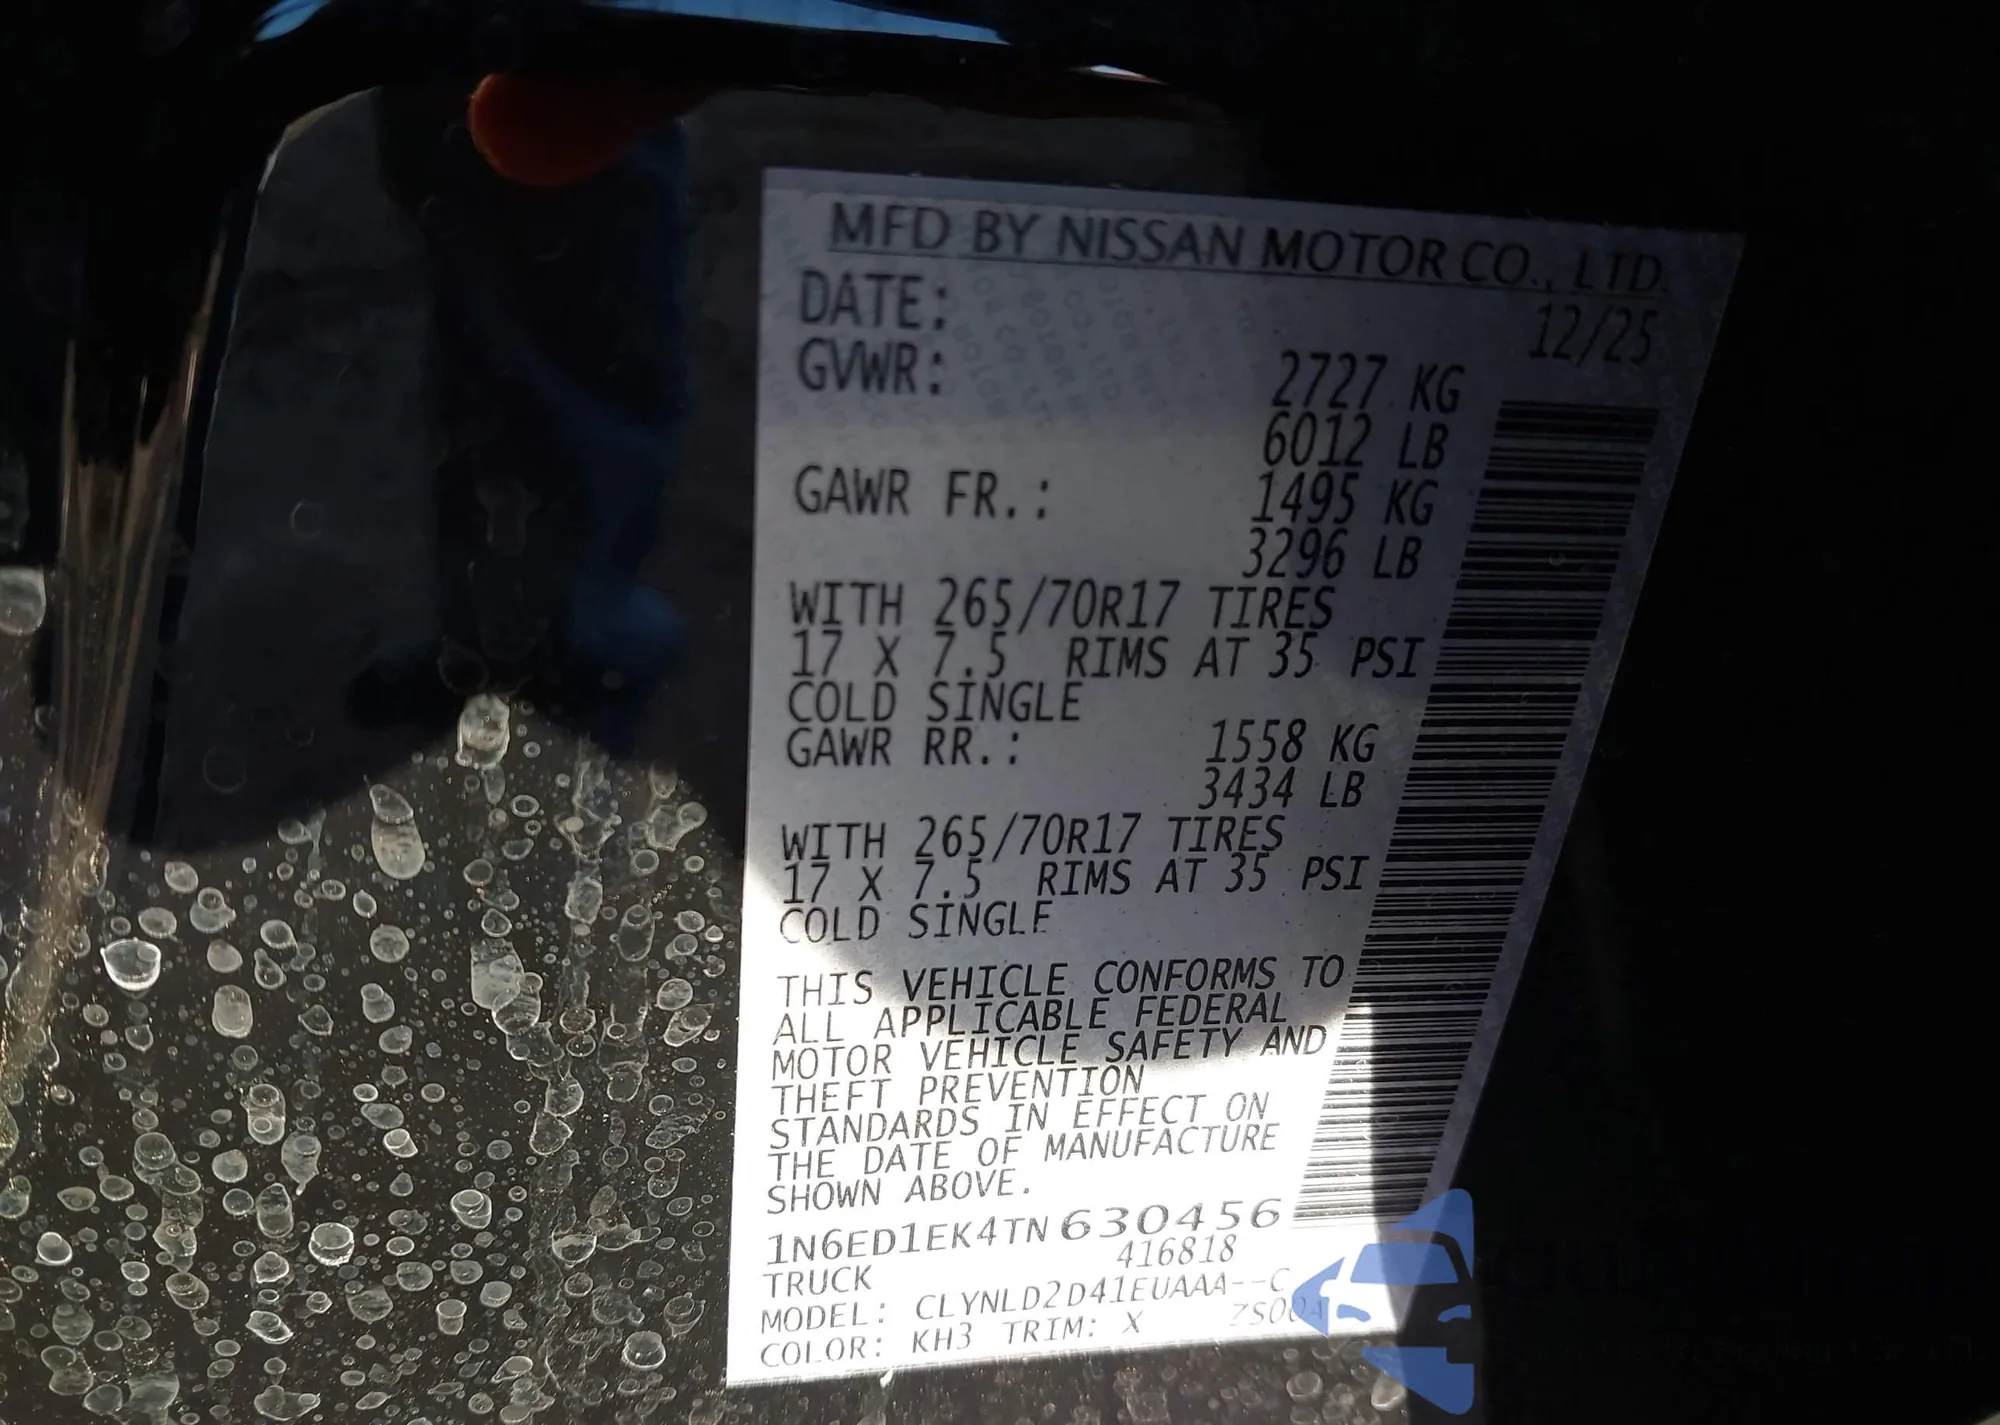 MFD BY NISSAN MOTOR CO., LTD.
DATE: 12/25
GVWR: 2727 KG
6012 LB
GAWR FR.: 1495 KG
3296 LB
WITH 265/70R17 TIRES
17 X 7.5 RIMS AT 35 PSI
COLD SINGLE
GAWR RR.: 1558 KG
3434 LB
WITH 265/70R17 TIRES
17 X 7.5 RIMS AT 35 PSI
COLD SINGLE
THIS VEHICLE CONFORMS TO
ALL APPLICABLE FEDERAL
MOTOR VEHICLE SAFETY AND
THEFT PREVENTION
STANDARDS IN EFFECT ON
THE DATE OF MANUFACTURE
SHOWN ABOVE.
1N6ED1EK4TN630456
416818
TRUCK
MODEL: CLYNLD2D41EUAAA--C
COLOR: KH3 TRIM: X